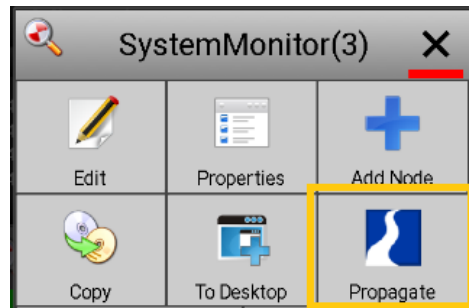 SystemMonitor(3)
Edit Properties Add Node
Copy To Desktop Propagate